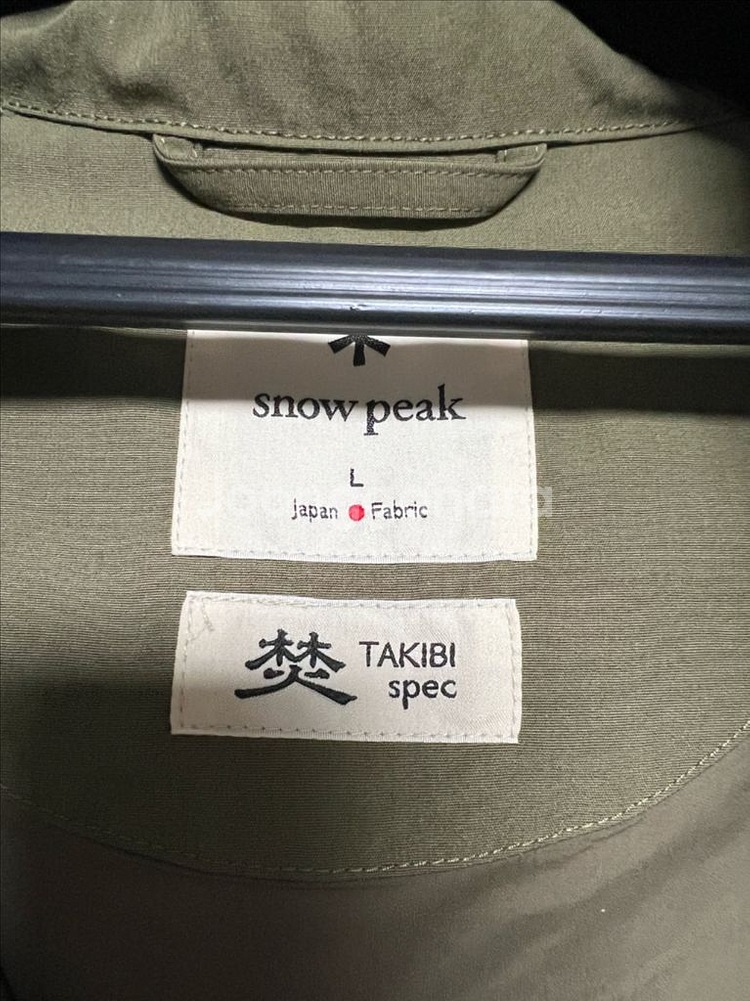 snow peak
L
Japan Fabric
焚 TAKIBI
spec